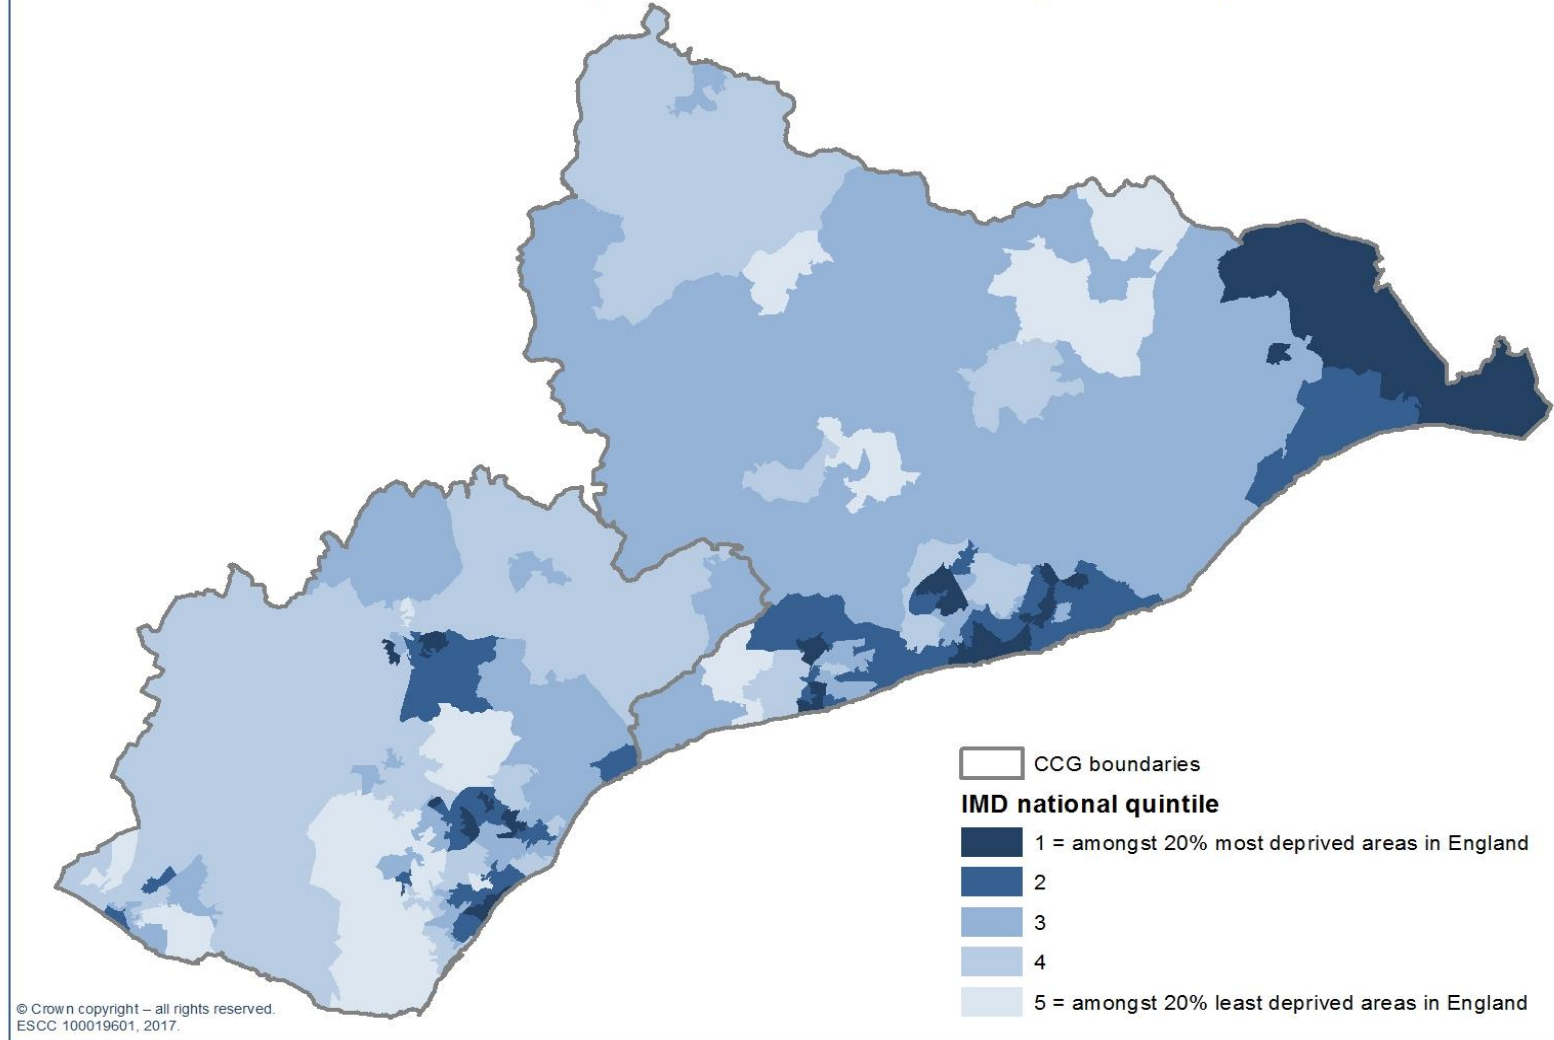 CCG boundaries
IMD national quintile
1 = amongst 20% most deprived areas in England
2
3
4
5 = amongst 20% least deprived areas in England
© Crown copyright – all rights reserved.
ESCC 100019601, 2017.